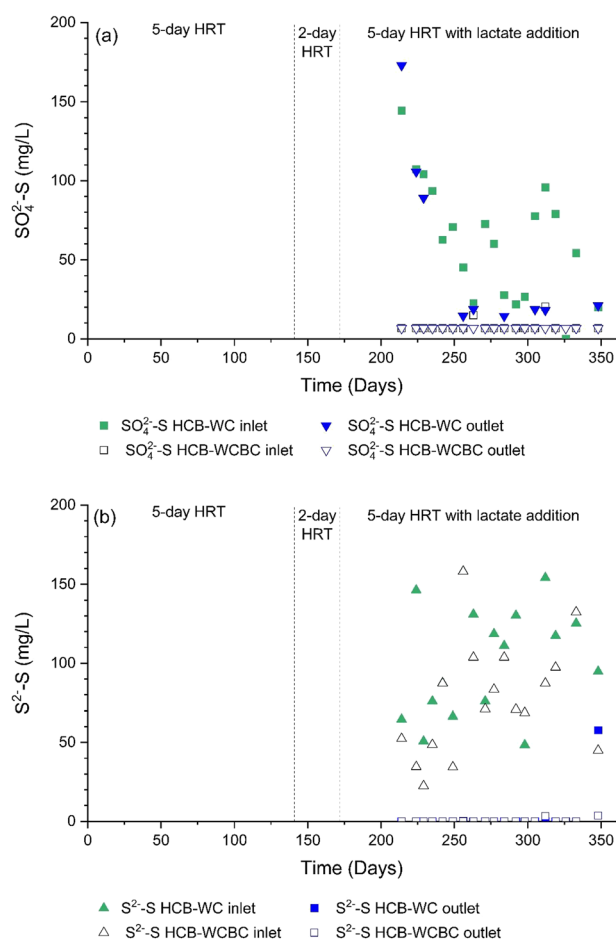 (a)
5-day HRT
2-day
HRT
5-day HRT with lactate addition
200
150
100
50
0
SO₄²⁻-S (mg/L)
0 50 100 150 200 250 300 350
Time (Days)
SO₄²⁻-S HCB-WC inlet SO₄²⁻-S HCB-WC outlet
SO₄²⁻-S HCB-WCBC inlet SO₄²⁻-S HCB-WCBC outlet
(b)
5-day HRT
2-day
HRT
5-day HRT with lactate addition
200
150
100
50
0
S²⁻-S (mg/L)
0 50 100 150 200 250 300 350
Time (Days)
S²⁻-S HCB-WC inlet S²⁻-S HCB-WC outlet
S²⁻-S HCB-WCBC inlet S²⁻-S HCB-WCBC outlet